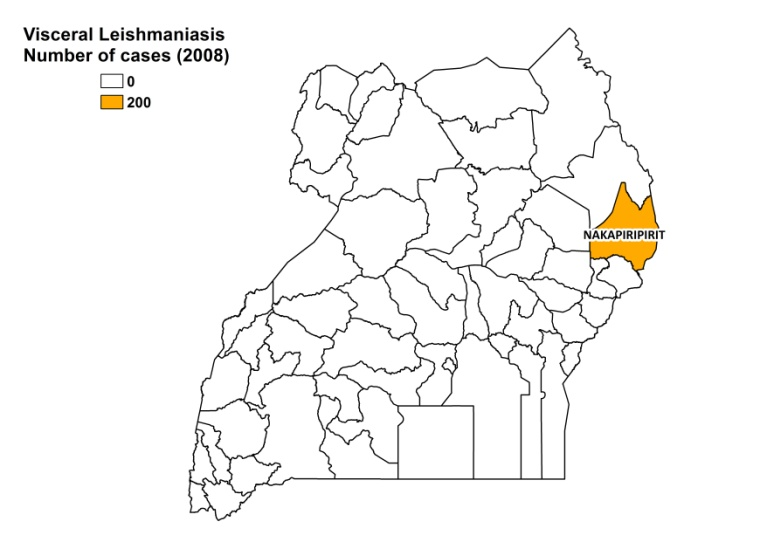 Visceral Leishmaniasis
Number of cases (2008)
0
200
NAKAPIRIPIRIT